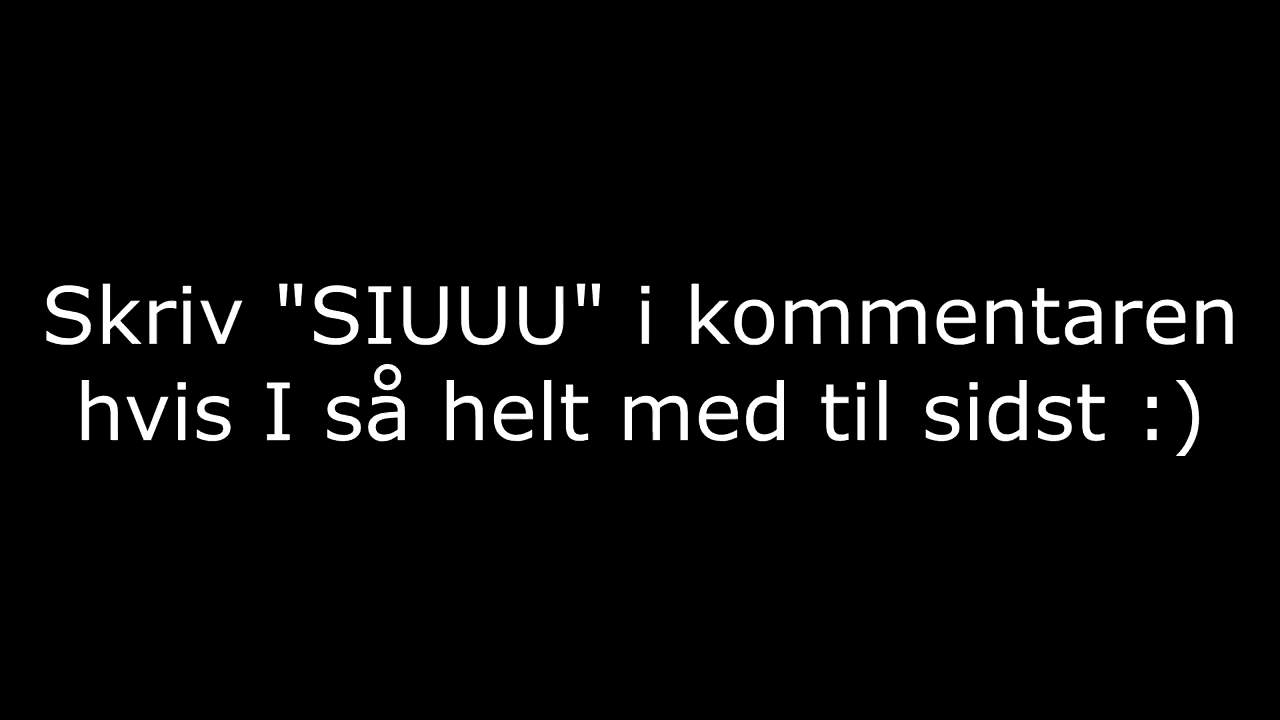 Skriv "SIUUU" i kommentaren
hvis I så helt med til sidst :)